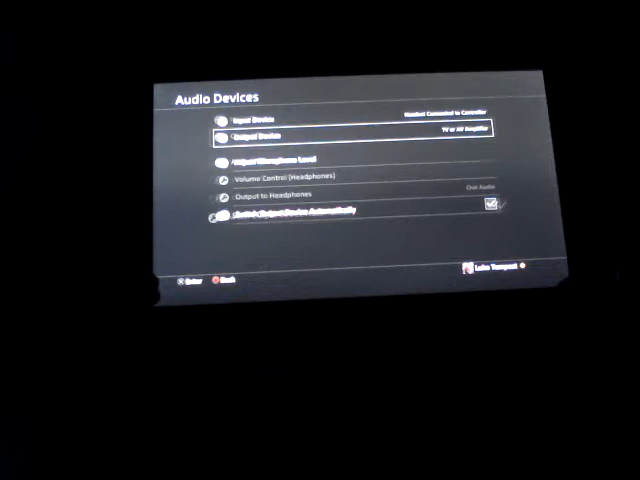 Audio Devices
Input Device Headset Connected to Controller
Output Device TV or AV Amplifier
Adjust Microphone Level
Volume Control (Headphones)
Output to Headphones Chat Audio
Switch Output Device Automatically
Enter Back